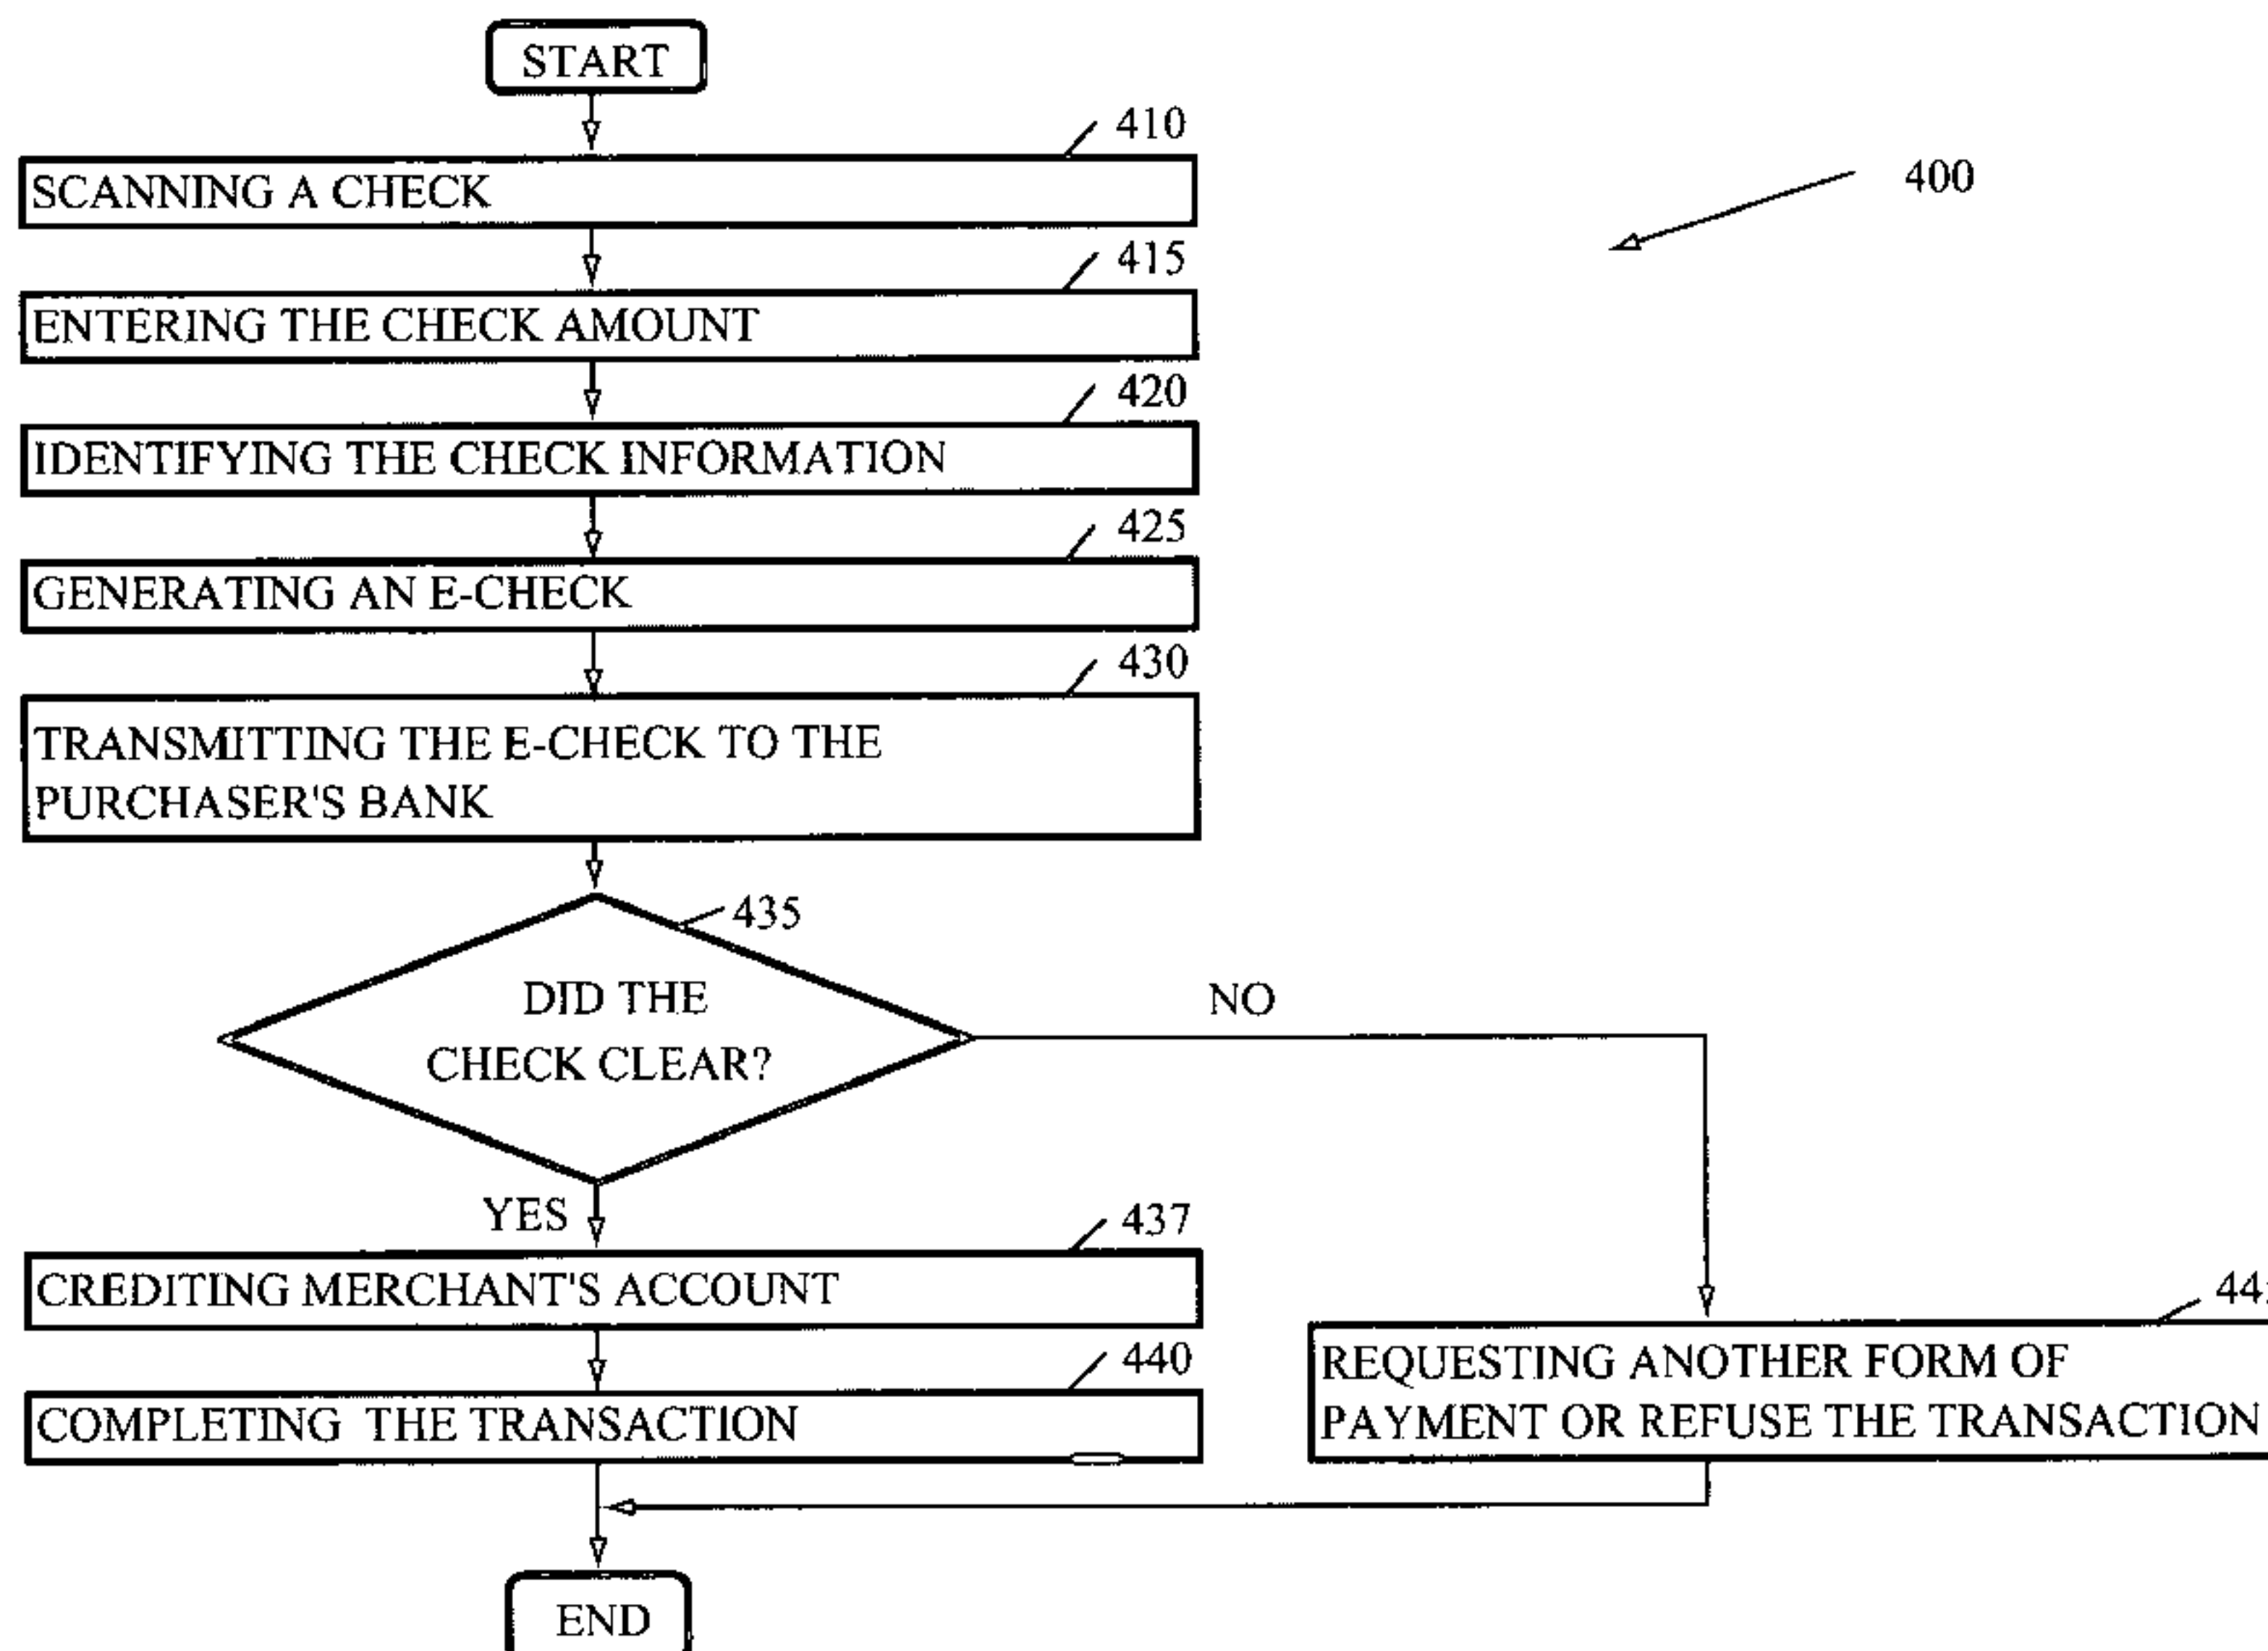 START
410
SCANNING A CHECK
400
415
ENTERING THE CHECK AMOUNT
420
IDENTIFYING THE CHECK INFORMATION
425
GENERATING AN E-CHECK
430
TRANSMITTING THE E-CHECK TO THE
PURCHASER'S BANK
435
DID THE
CHECK CLEAR?
NO
YES
437
CREDITING MERCHANT'S ACCOUNT
440
COMPLETING THE TRANSACTION
REQUESTING ANOTHER FORM OF
PAYMENT OR REFUSE THE TRANSACTION
END